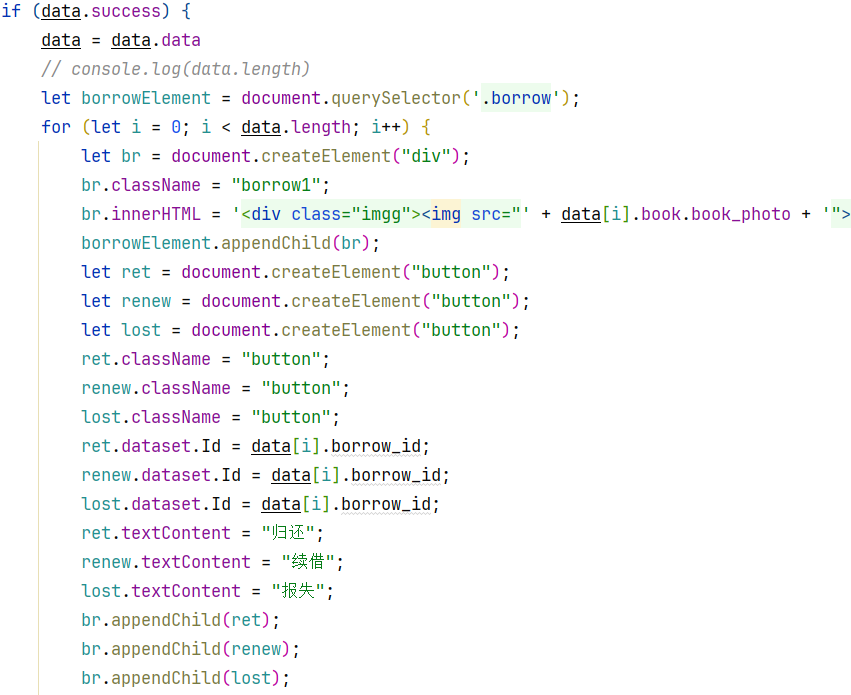 if (data.success) {
    data = data.data
    // console.log(data.length)
    let borrowElement = document.querySelector('.borrow');
    for (let i = 0; i < data.length; i++) {
        let br = document.createElement("div");
        br.className = "borrow1";
        br.innerHTML = '<div class="imgg"><img src="' + data[i].book.book_photo + '">
        borrowElement.appendChild(br);
        let ret = document.createElement("button");
        let renew = document.createElement("button");
        let lost = document.createElement("button");
        ret.className = "button";
        renew.className = "button";
        lost.className = "button";
        ret.dataset.Id = data[i].borrow_id;
        renew.dataset.Id = data[i].borrow_id;
        lost.dataset.Id = data[i].borrow_id;
        ret.textContent = "归还";
        renew.textContent = "续借";
        lost.textContent = "报失";
        br.appendChild(ret);
        br.appendChild(renew);
        br.appendChild(lost);